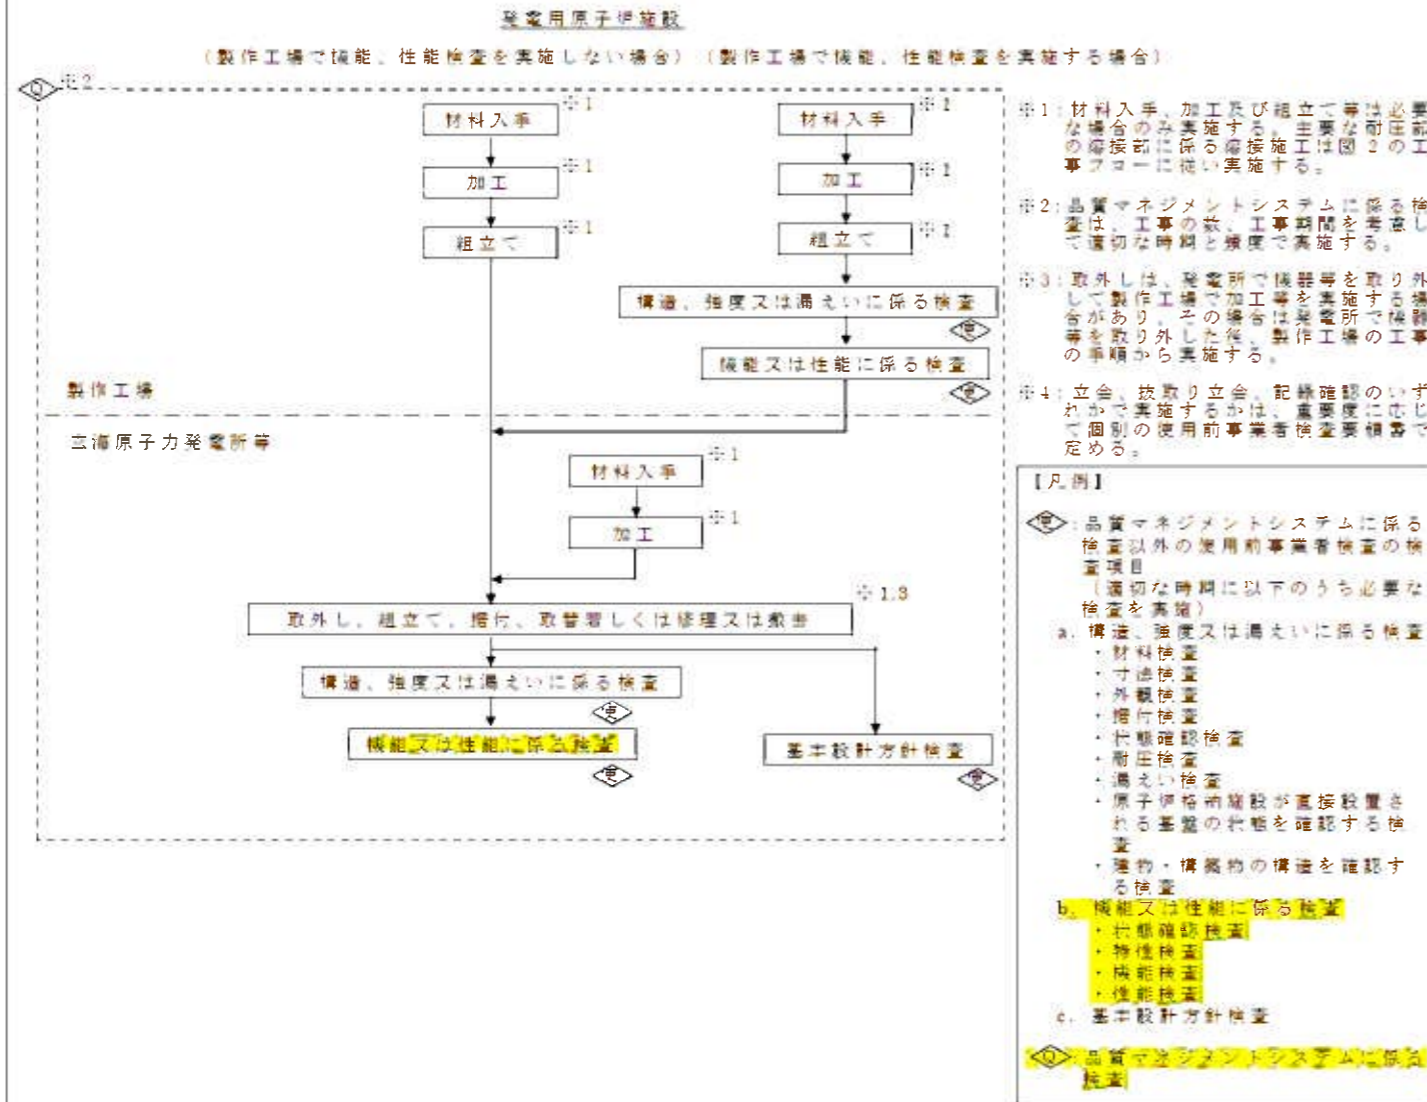 発電用原子炉施設
（製作工場で機能、性能検査を実施しない場合）（製作工場で機能、性能検査を実施する場合）
Q ※2
材料入手 ※1
加工 ※1
組立て ※1
材料入手 ※1
加工 ※1
組立て ※1
構造、強度又は漏えいに係る検査
使
機能又は性能に係る検査
使
製作工場
玄海原子力発電所等
材料入手 ※1
加工 ※1
※1,3
取外し、組立て、据付、取替若しくは修理又は撤去
構造、強度又は漏えいに係る検査
使
機能又は性能に係る検査
使
基本設計方針検査
使
※1：材料入手、加工及び組立て等は必要
な場合のみ実施する。主要な耐圧部
の溶接部に係る溶接施工は図２の工
事フローに従い実施する。
※2：品質マネジメントシステムに係る検
査は、工事の数、工事期間を考慮し
て適切な時期と頻度で実施する。
※3：取外しは、発電所で機器等を取り外
して製作工場で加工等を実施する場
合があり、その場合は発電所で機器
等を取り外した後、製作工場の工事
の手順から実施する。
※4：立会、抜取り立会、記録確認のいず
れかで実施するかは、重要度に応じ
て個別の使用前事業者検査要領書で
定める。
【凡例】
使：品質マネジメントシステムに係る
検査以外の使用前事業者検査の検
査項目
（適切な時期に以下のうち必要な
検査を実施）
a. 構造、強度又は漏えいに係る検査
・材料検査
・寸法検査
・外観検査
・据付検査
・状態確認検査
・耐圧検査
・漏えい検査
・原子炉格納施設が直接設置さ
れる基盤の状態を確認する検
査
・建物・構築物の構造を確認す
る検査
b. 機能又は性能に係る検査
・状態確認検査
・特性検査
・機能検査
・性能検査
c. 基本設計方針検査
Q：品質マネジメントシステムに係る
検査